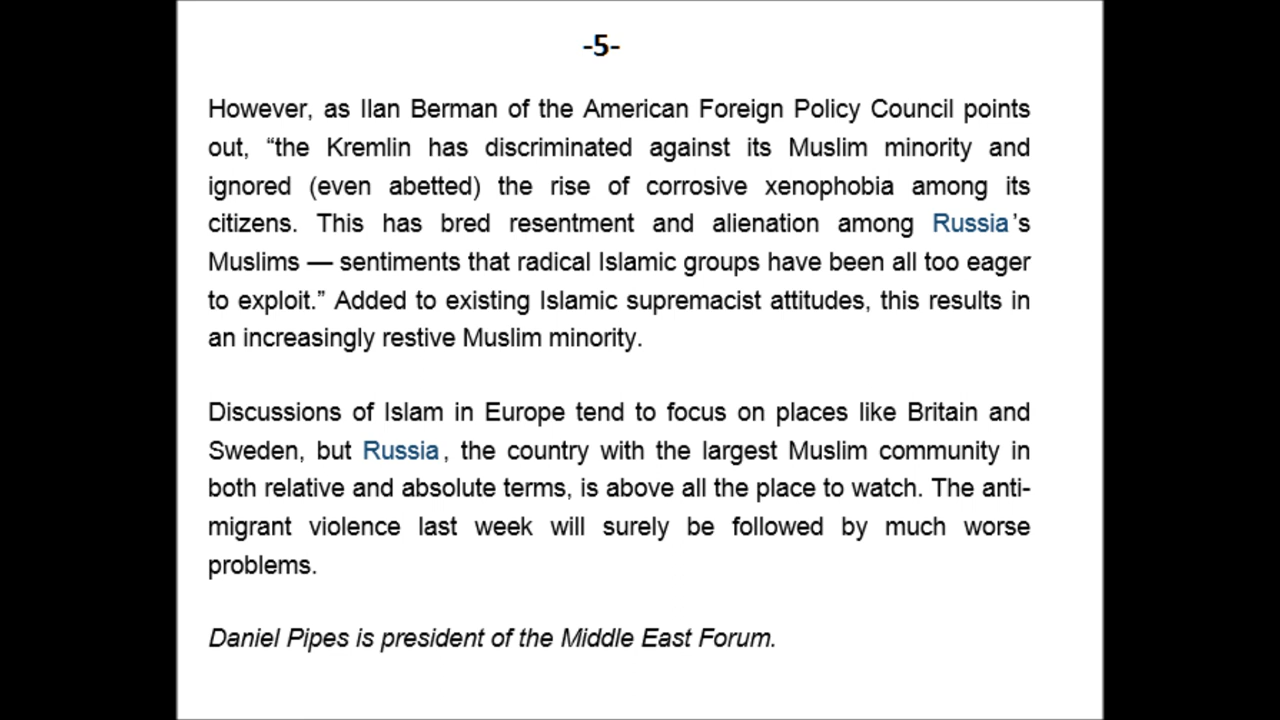 -5-
However, as Ilan Berman of the American Foreign Policy Council points
out, “the Kremlin has discriminated against its Muslim minority and
ignored (even abetted) the rise of corrosive xenophobia among its
citizens. This has bred resentment and alienation among Russia’s
Muslims — sentiments that radical Islamic groups have been all too eager
to exploit.” Added to existing Islamic supremacist attitudes, this results in
an increasingly restive Muslim minority.
Discussions of Islam in Europe tend to focus on places like Britain and
Sweden, but Russia, the country with the largest Muslim community in
both relative and absolute terms, is above all the place to watch. The anti-
migrant violence last week will surely be followed by much worse
problems.
Daniel Pipes is president of the Middle East Forum.